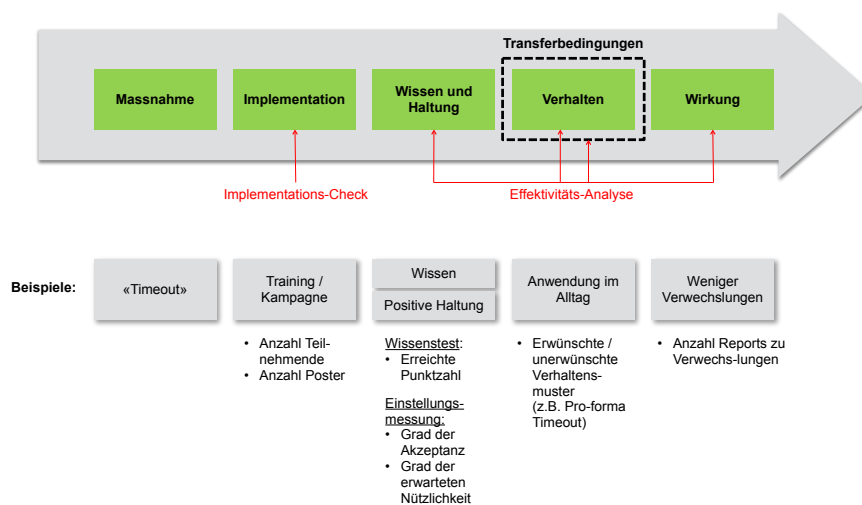 Transferbedingungen
Massnahme
Implementation
Wissen und
Haltung
Verhalten
Wirkung
Implementations-Check
Effektivitäts-Analyse
Beispiele:
«Timeout»
Training /
Kampagne
Wissen
Positive Haltung
Anwendung im
Alltag
Weniger
Verwechslungen
• Anzahl Teil-
nehmende
• Anzahl Poster
Wissenstest:
• Erreichte
Punktzahl
Einstellungs-
messung:
• Grad der
Akzeptanz
• Grad der
erwarteten
Nützlichkeit
• Erwünschte /
unerwünschte
Verhaltens-
muster
(z.B. Pro-forma
Timeout)
• Anzahl Reports zu
Verwechs-lungen